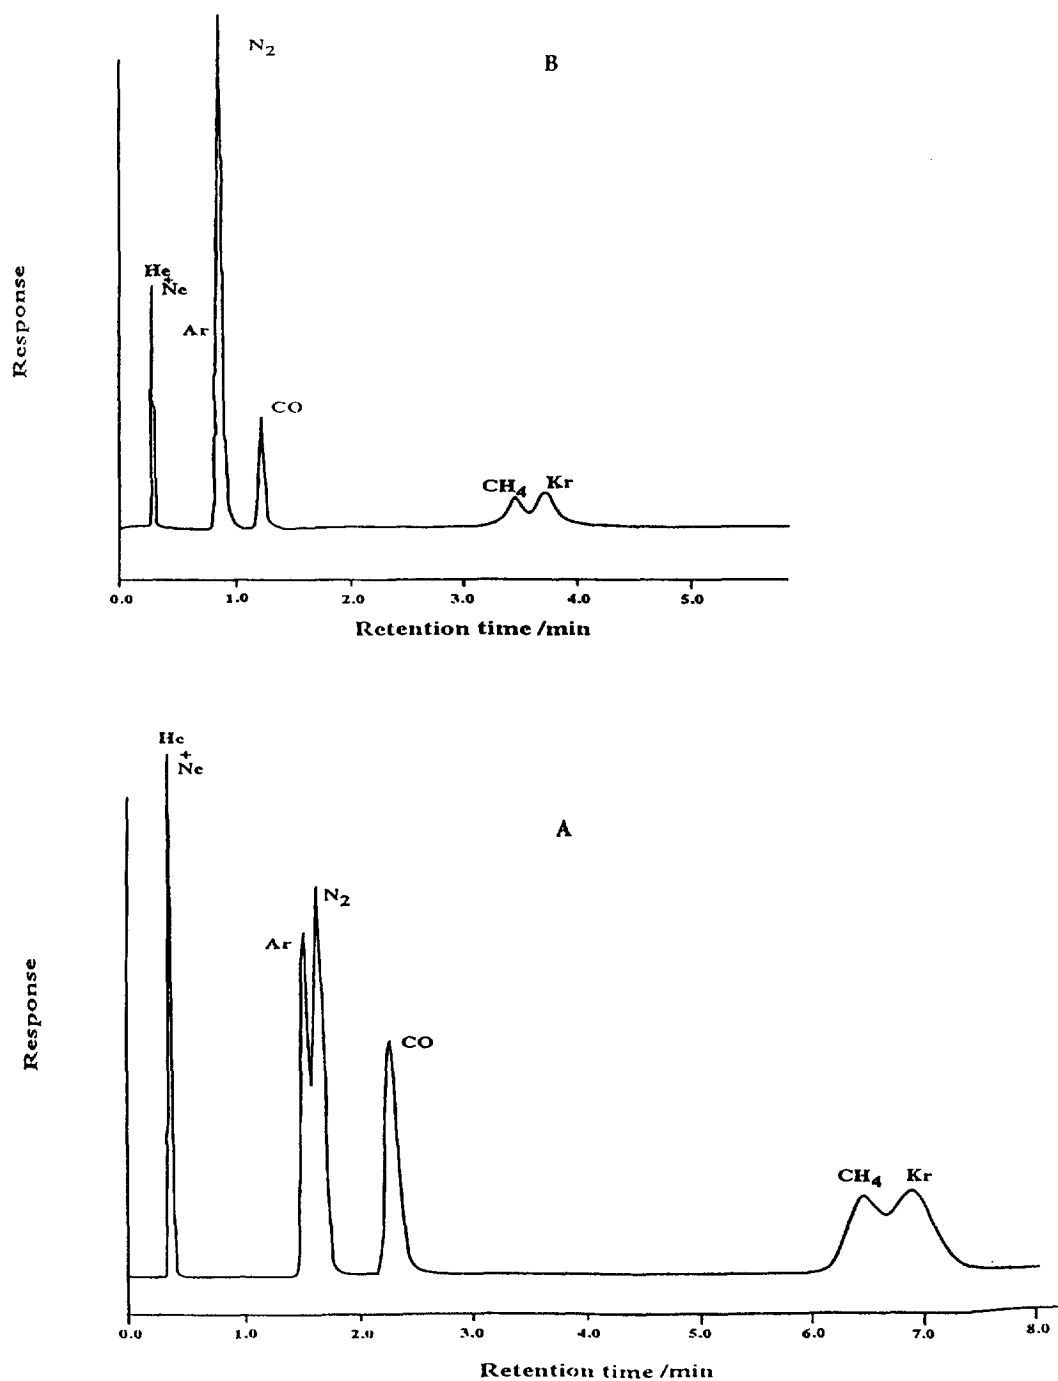 N2
B
He
+
Ne
Ar
CO
CH4 Kr
Response
0.0 1.0 2.0 3.0 4.0 5.0
Retention time /min
He
+
Ne
A
N2
Ar
CO
CH4 Kr
Response
0.0 1.0 2.0 3.0 4.0 5.0 6.0 7.0 8.0
Retention time /min